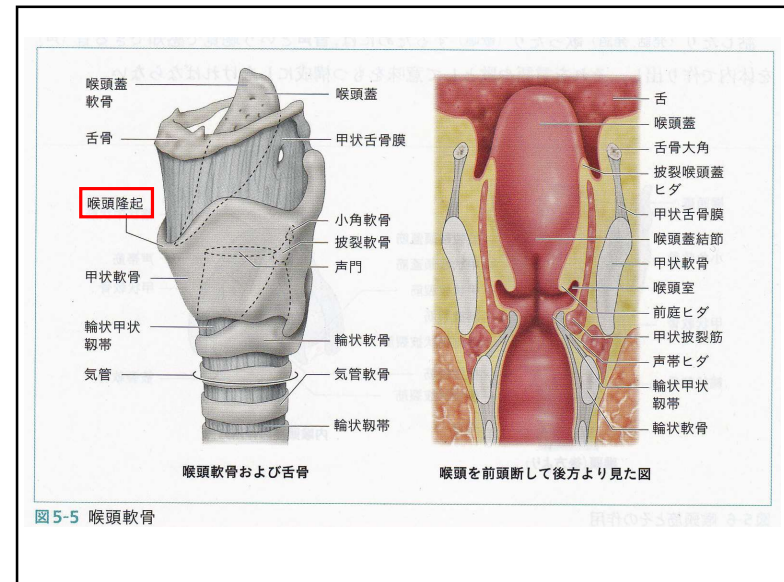 喉頭蓋
軟骨
舌骨
喉頭隆起
甲状軟骨
輪状甲状
靱帯
気管
喉頭蓋
甲状舌骨膜
小角軟骨
披裂軟骨
声門
輪状軟骨
気管軟骨
輪状靱帯
喉頭軟骨および舌骨
舌
喉頭蓋
舌骨大角
披裂喉頭蓋
ヒダ
甲状舌骨膜
喉頭蓋結節
甲状軟骨
喉頭室
前庭ヒダ
甲状披裂筋
声帯ヒダ
輪状甲状
靱帯
輪状軟骨
喉頭を前頭断して後方より見た図
図5-5 喉頭軟骨